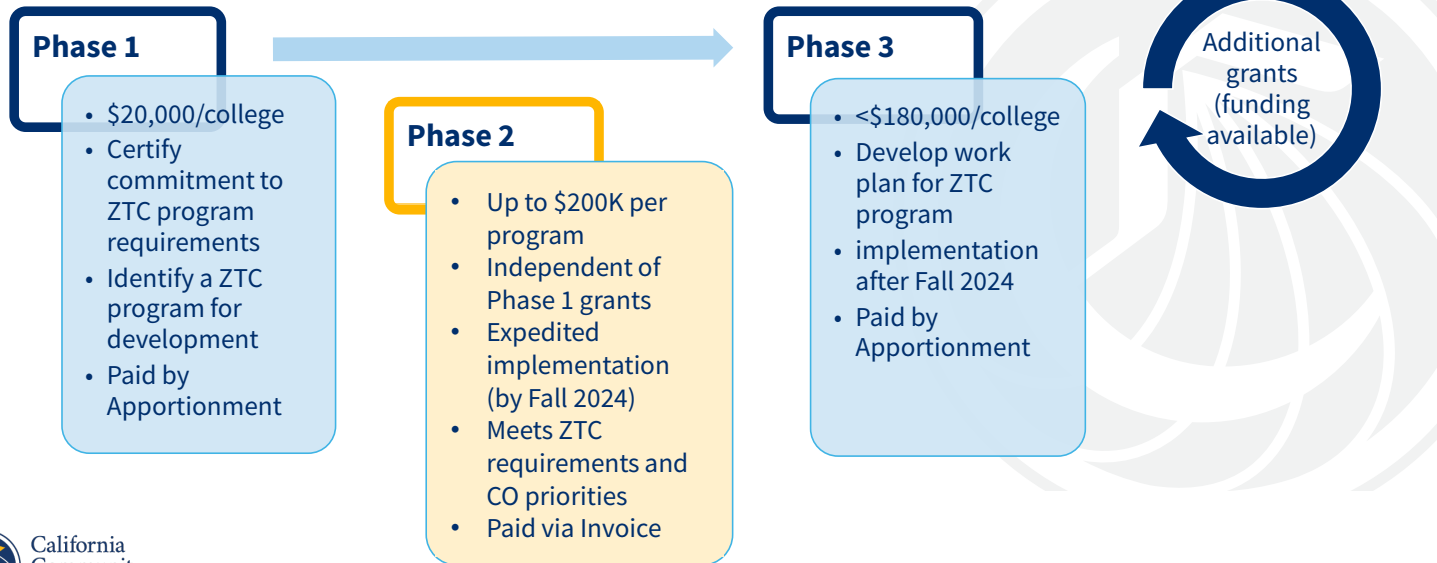 Phase 1
• $20,000/college
• Certify
commitment to
ZTC program
requirements
• Identify a ZTC
program for
development
• Paid by
Apportionment
Phase 2
• Up to $200K per
program
• Independent of
Phase 1 grants
• Expedited
implementation
(by Fall 2024)
• Meets ZTC
requirements and
CO priorities
• Paid via Invoice
Phase 3
• <$180,000/college
• Develop work
plan for ZTC
program
• implementation
after Fall 2024
• Paid by
Apportionment
Additional
grants
(funding
available)
California